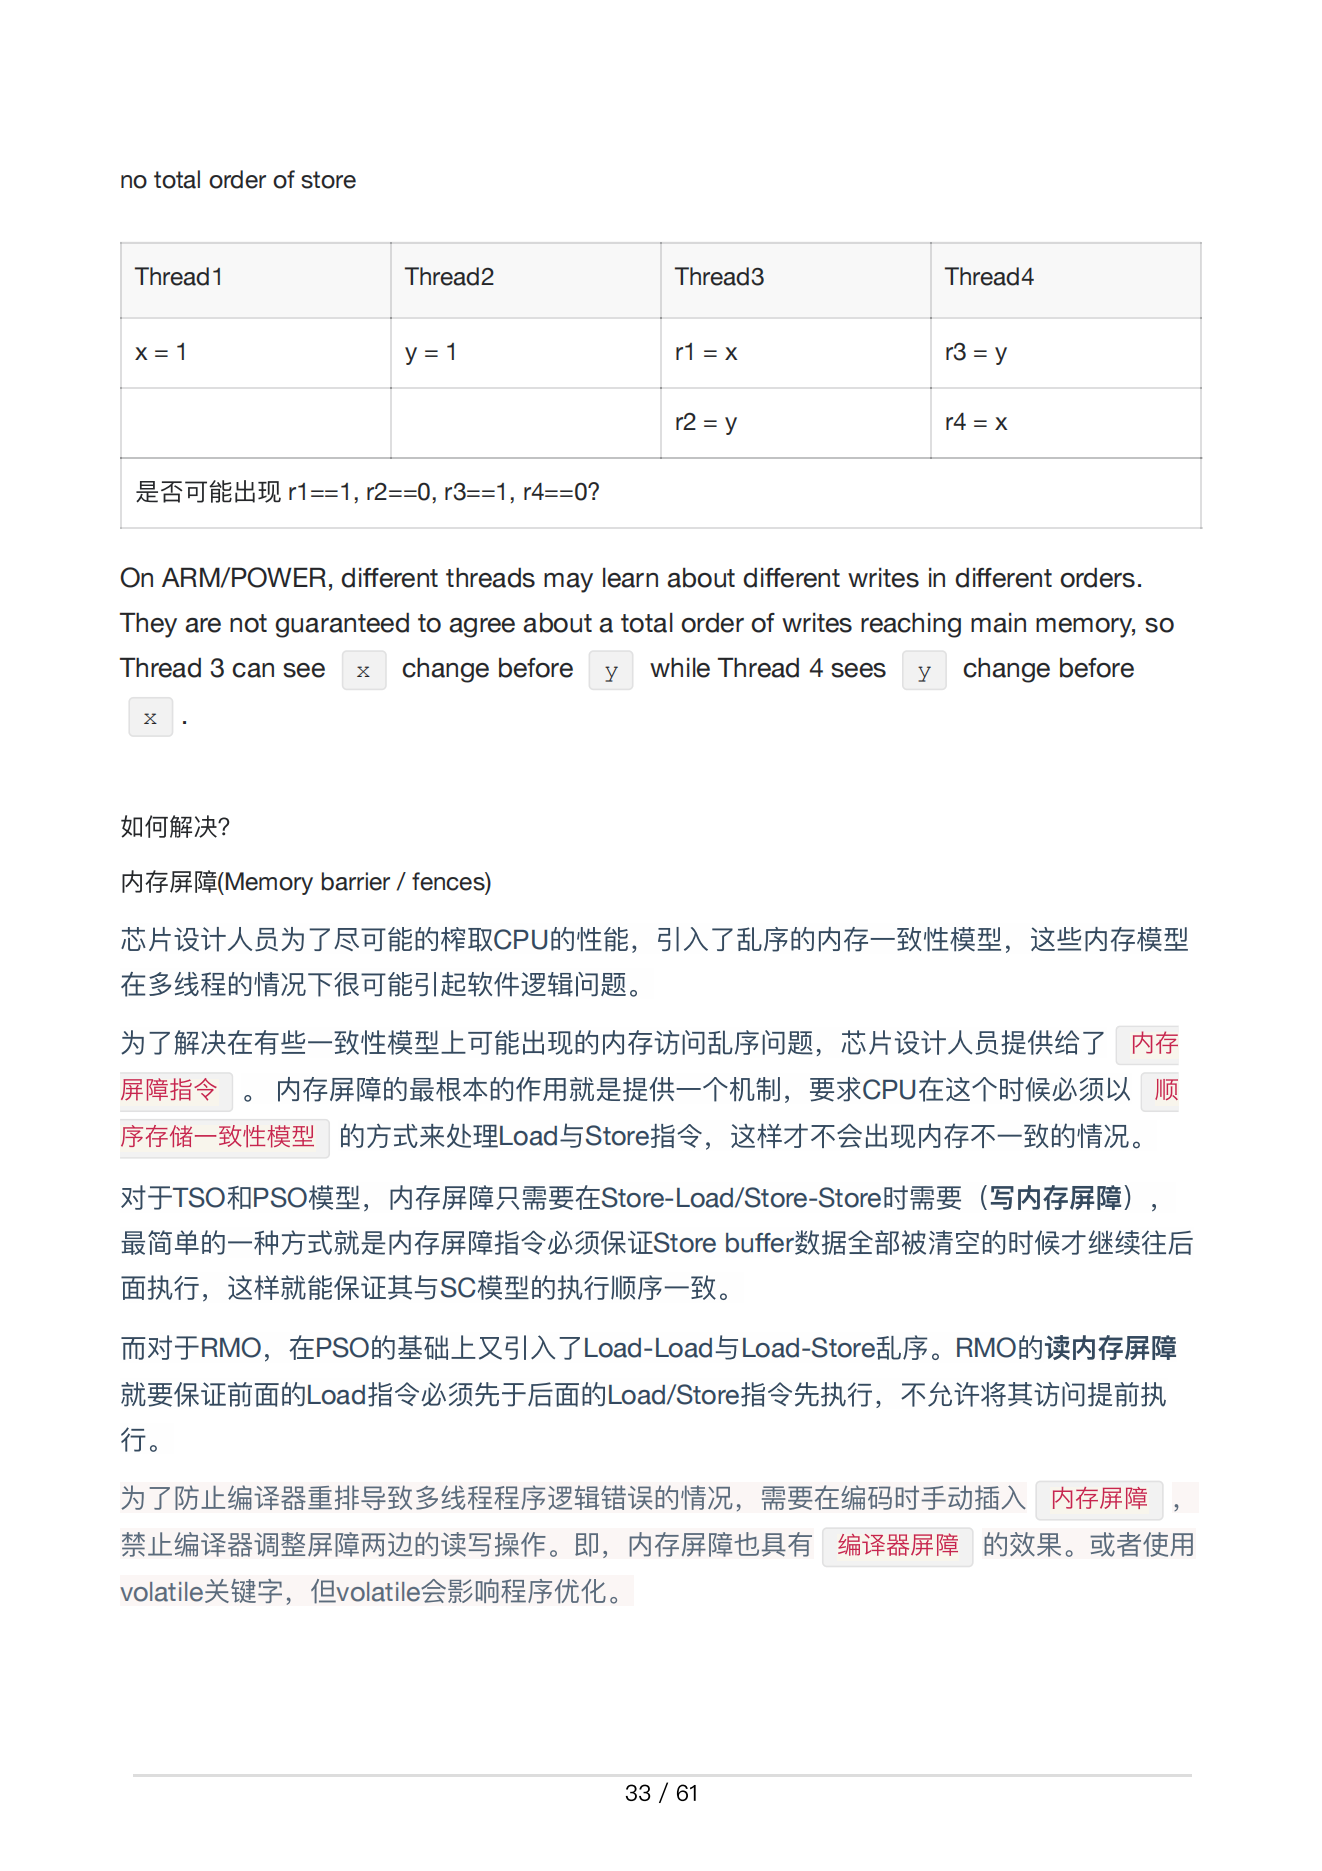 no total order of store
Thread1 Thread2 Thread3 Thread4
x = 1 y = 1 r1 = x r3 = y
r2 = y r4 = x
是否可能出现 r1==1, r2==0, r3==1, r4==0?
On ARM/POWER, different threads may learn about different writes in different orders.
They are not guaranteed to agree about a total order of writes reaching main memory, so
Thread 3 can see x change before y while Thread 4 sees y change before
x .
如何解决?
内存屏障(Memory barrier / fences)
芯片设计人员为了尽可能的榨取CPU的性能，引入了乱序的内存一致性模型，这些内存模型
在多线程的情况下很可能引起软件逻辑问题。
为了解决在有些一致性模型上可能出现的内存访问乱序问题，芯片设计人员提供给了 内存
屏障指令 。 内存屏障的最根本的作用就是提供一个机制，要求CPU在这个时候必须以 顺
序存储一致性模型 的方式来处理Load与Store指令，这样才不会出现内存不一致的情况。
对于TSO和PSO模型，内存屏障只需要在Store-Load/Store-Store时需要（写内存屏障），
最简单的一种方式就是内存屏障指令必须保证Store buffer数据全部被清空的时候才继续往后
面执行，这样就能保证其与SC模型的执行顺序一致。
而对于RMO，在PSO的基础上又引入了Load-Load与Load-Store乱序。RMO的读内存屏障
就要保证前面的Load指令必须先于后面的Load/Store指令先执行，不允许将其访问提前执
行。
为了防止编译器重排导致多线程程序逻辑错误的情况，需要在编码时手动插入 内存屏障 ，
禁止编译器调整屏障两边的读写操作。即，内存屏障也具有 编译器屏障 的效果。或者使用
volatile关键字，但volatile会影响程序优化。
33 / 61